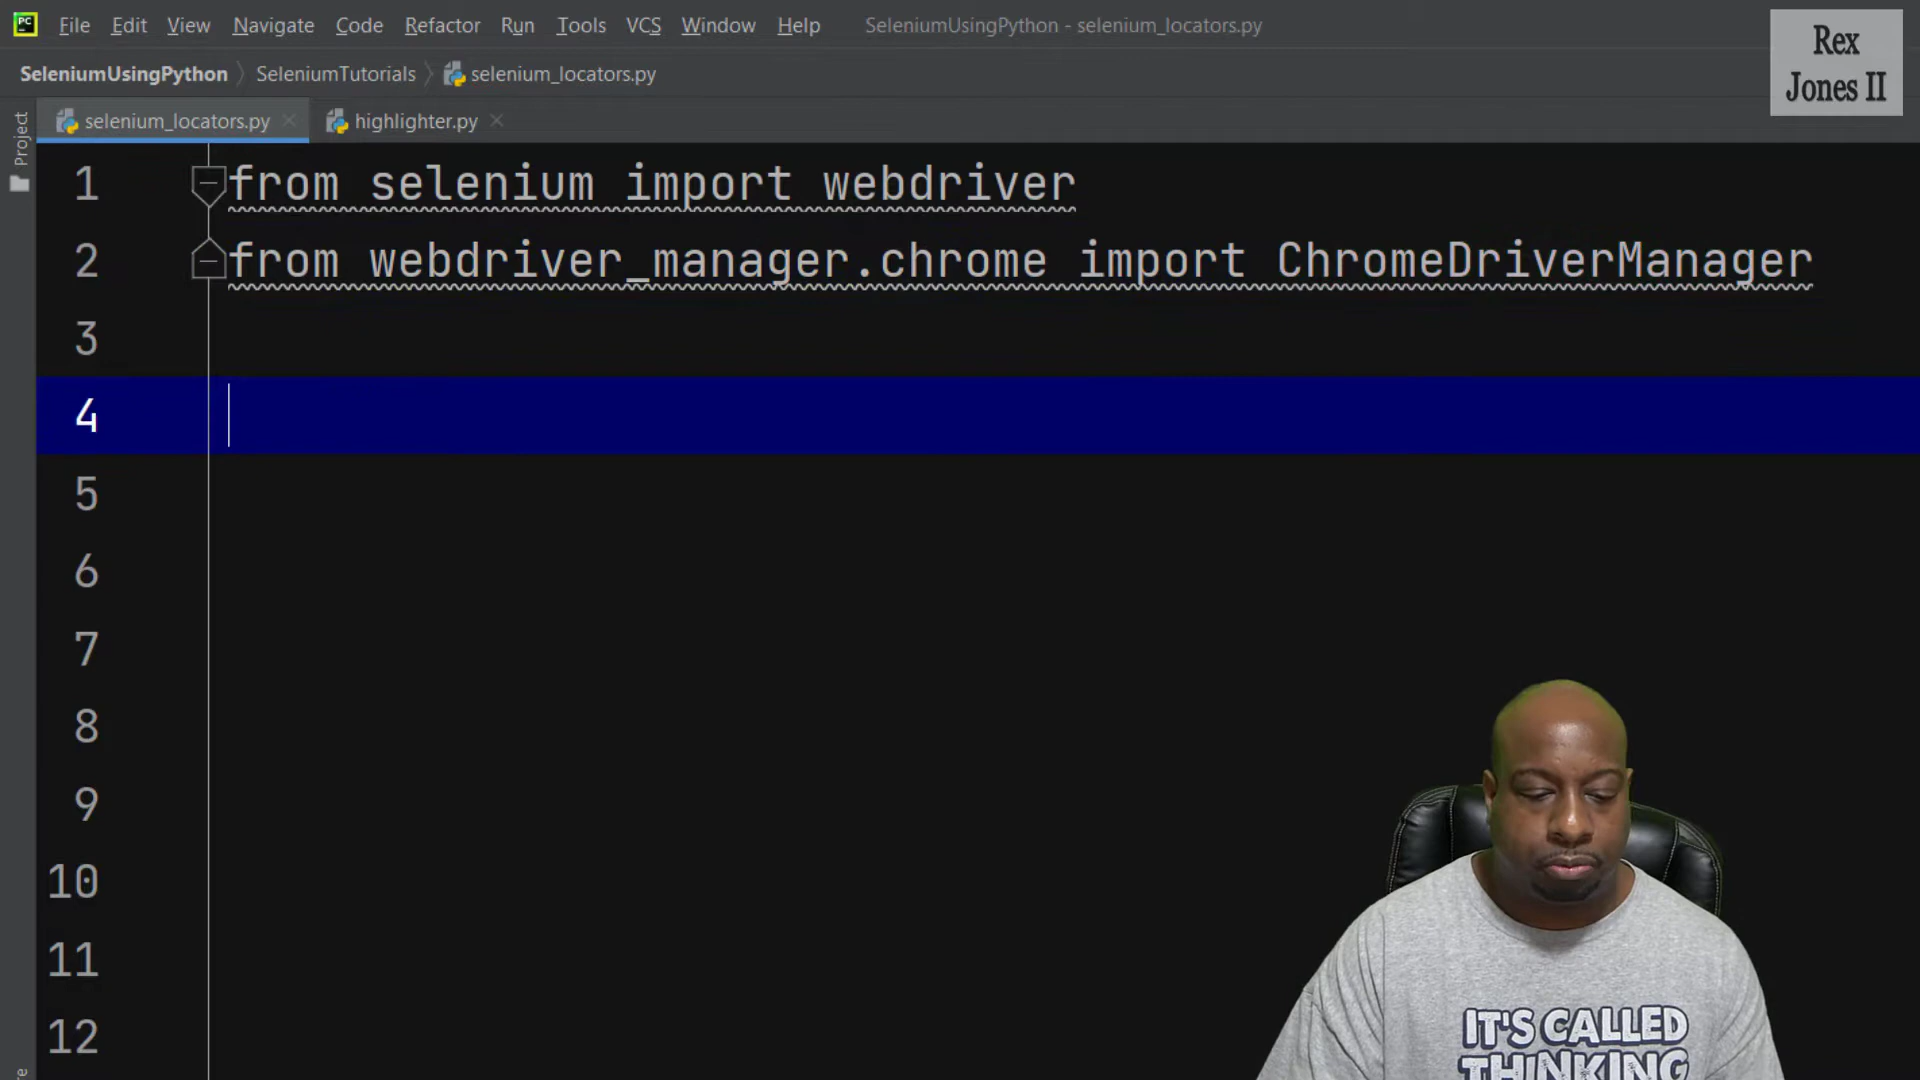 PC File Edit View Navigate Code Refactor Run Tools VCS Window Help SeleniumUsingPython - selenium_locators.py
Rex
Jones II
SeleniumUsingPython SeleniumTutorials selenium_locators.py
selenium_locators.py highlighter.py
Project
1 from selenium import webdriver
2 from webdriver_manager.chrome import ChromeDriverManager
3
4
5
6
7
8
9
10
11
12
IT'S CALLED
THINKING